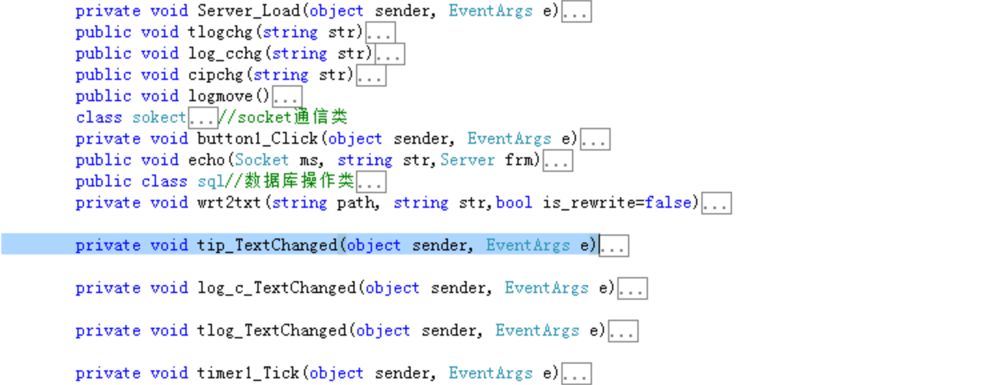 private void Server_Load(object sender, EventArgs e)...
public void tlogchg(string str)...
public void log_cchg(string str)...
public void cipchg(string str)...
public void logmove()...
class sokect...//socket通信类
private void button1_Click(object sender, EventArgs e)...
public void echo(Socket ms, string str,Server frm)...
public class sql//数据库操作类...
private void wrt2txt(string path, string str,bool is_rewrite=false)...
private void tip_TextChanged(object sender, EventArgs e)...
private void log_c_TextChanged(object sender, EventArgs e)...
private void tlog_TextChanged(object sender, EventArgs e)...
private void timer1_Tick(object sender, EventArgs e)...